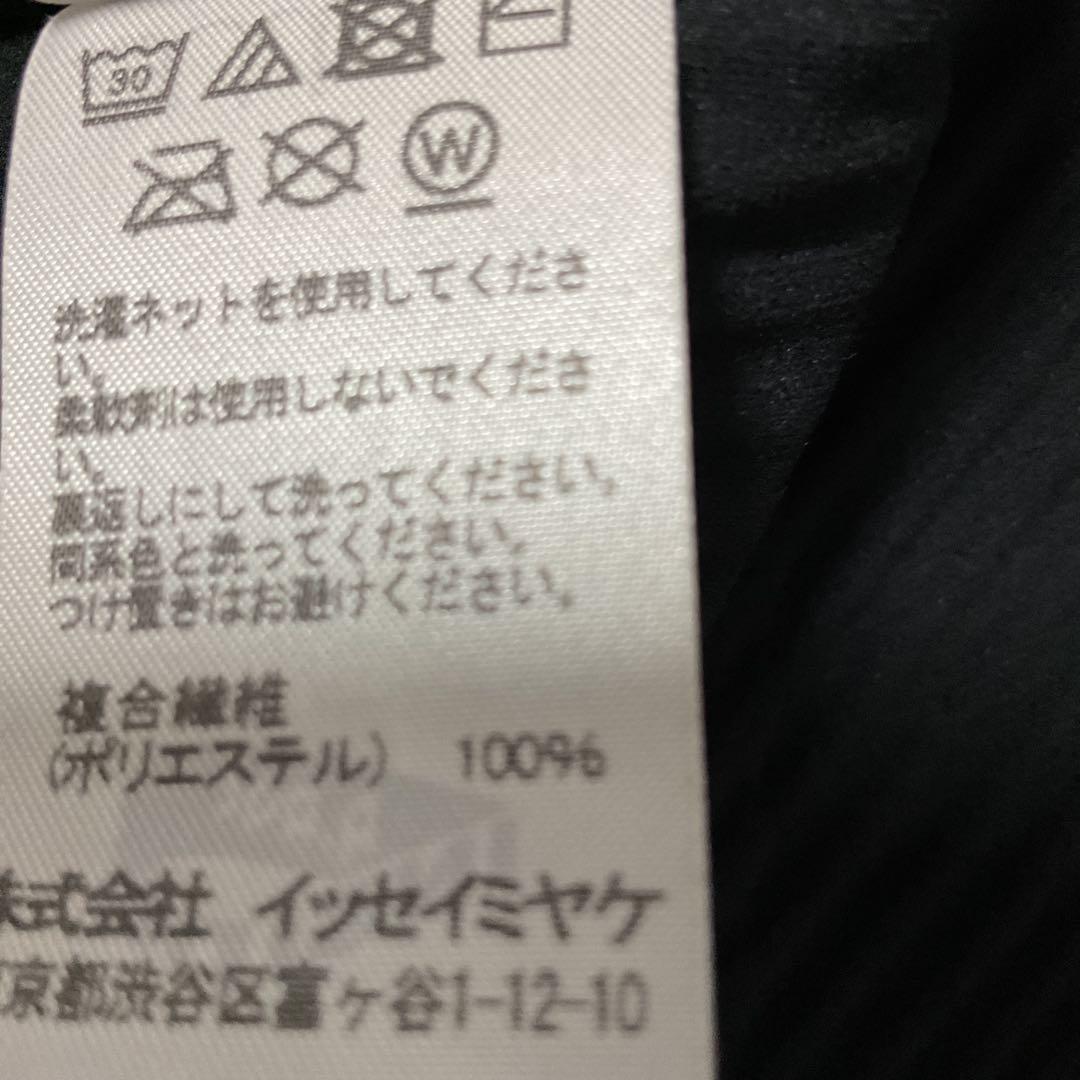 30
W
洗濯ネットを使用してくださ
い。
柔軟剤は使用しないでくださ
い。
裏返しにして洗ってください。
同系色と洗ってください。
つけ置きはお避けください。
複合繊維
(ポリエステル) 100%
株式会社 イッセイミヤケ
東京都渋谷区富ヶ谷1-12-10